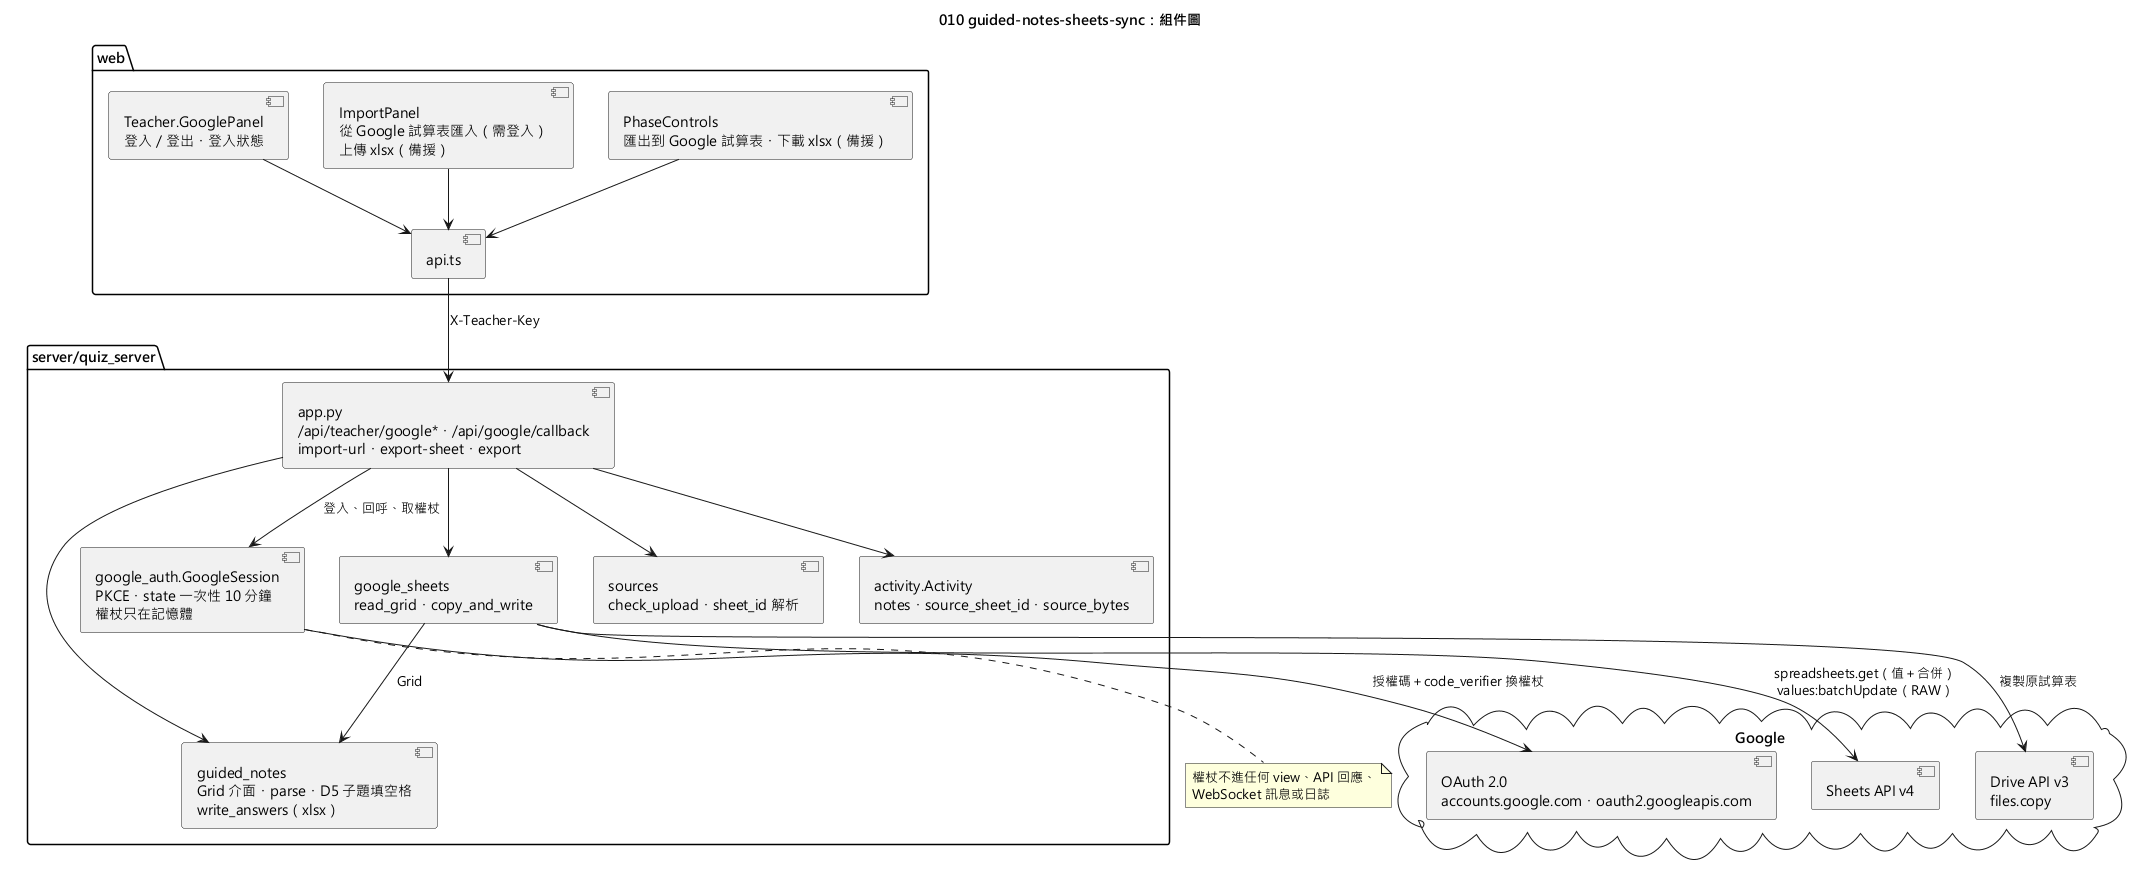 010 guided-notes-sheets-sync：組件圖
web
Teacher.GooglePanel
登入 / 登出．登入狀態
ImportPanel
從 Google 試算表匯入（需登入）
上傳 xlsx（備援）
PhaseControls
匯出到 Google 試算表．下載 xlsx（備援）
api.ts
X-Teacher-Key
server/quiz_server
app.py
/api/teacher/google*．/api/google/callback
import-url．export-sheet．export
登入、回呼、取權杖
google_auth.GoogleSession
PKCE．state 一次性 10 分鐘
權杖只在記憶體
google_sheets
read_grid．copy_and_write
sources
check_upload．sheet_id 解析
activity.Activity
notes．source_sheet_id．source_bytes
Grid
授權碼＋code_verifier 換權杖
spreadsheets.get（值＋合併）
values:batchUpdate（RAW）
複製原試算表
guided_notes
Grid 介面．parse．D5 子題填空格
write_answers（xlsx）
權杖不進任何 view、API 回應、
WebSocket 訊息或日誌
Google
OAuth 2.0
accounts.google.com．oauth2.googleapis.com
Sheets API v4
Drive API v3
files.copy